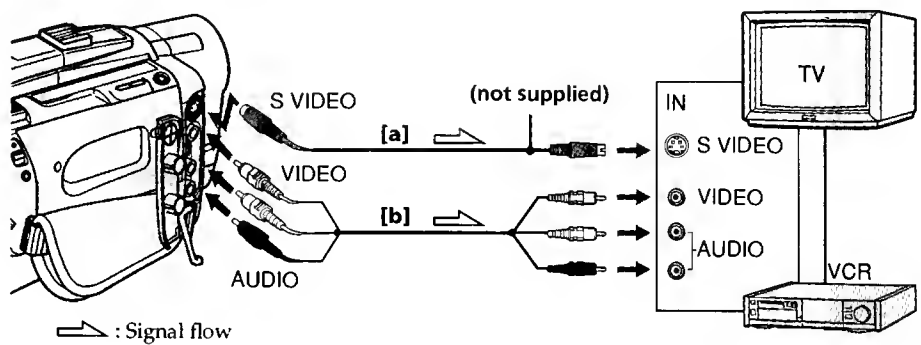 S VIDEO
[a]
(not supplied)
IN
TV
S VIDEO
VIDEO
VIDEO
[b]
AUDIO
AUDIO
VCR
: Signal flow